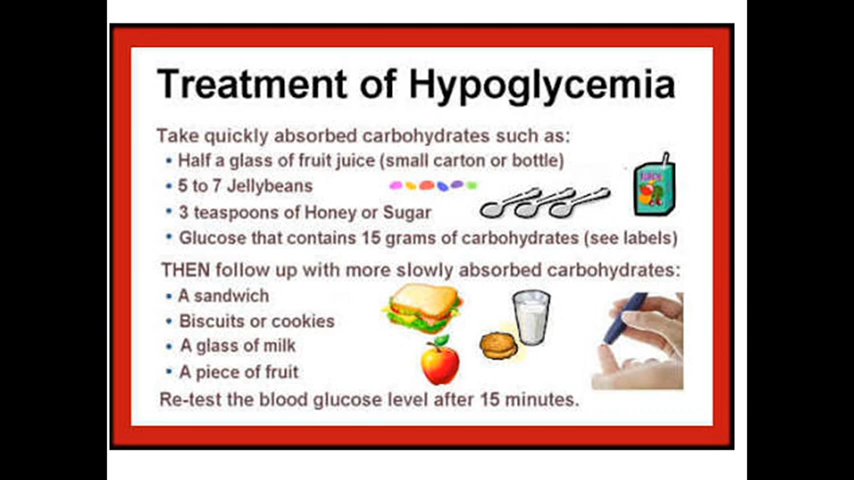 Treatment of Hypoglycemia
Take quickly absorbed carbohydrates such as:
• Half a glass of fruit juice (small carton or bottle)
• 5 to 7 Jellybeans
• 3 teaspoons of Honey or Sugar
• Glucose that contains 15 grams of carbohydrates (see labels)
THEN follow up with more slowly absorbed carbohydrates:
• A sandwich
• Biscuits or cookies
• A glass of milk
• A piece of fruit
Re-test the blood glucose level after 15 minutes.